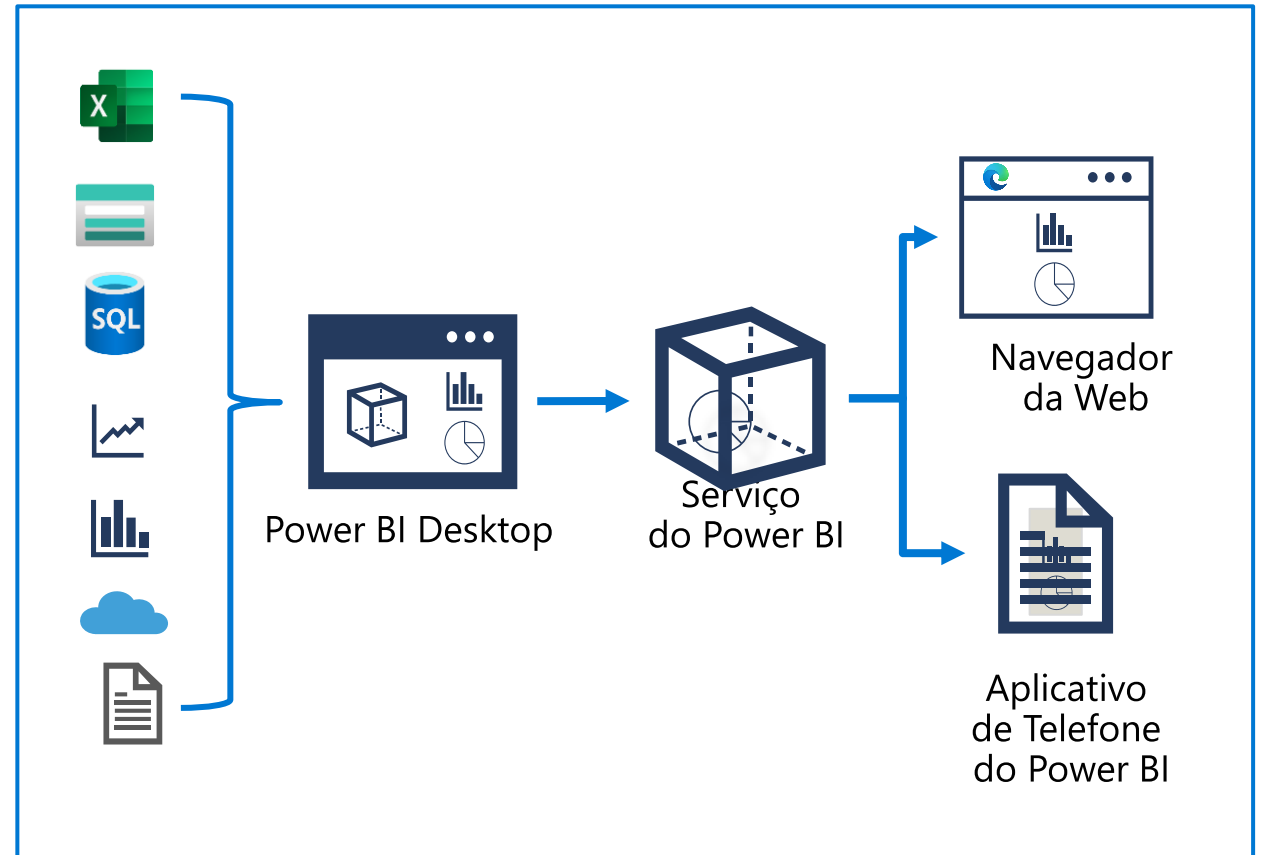 X
SQL
Power BI Desktop
Serviço
do Power BI
Navegador
da Web
Aplicativo
de Telefone
do Power BI